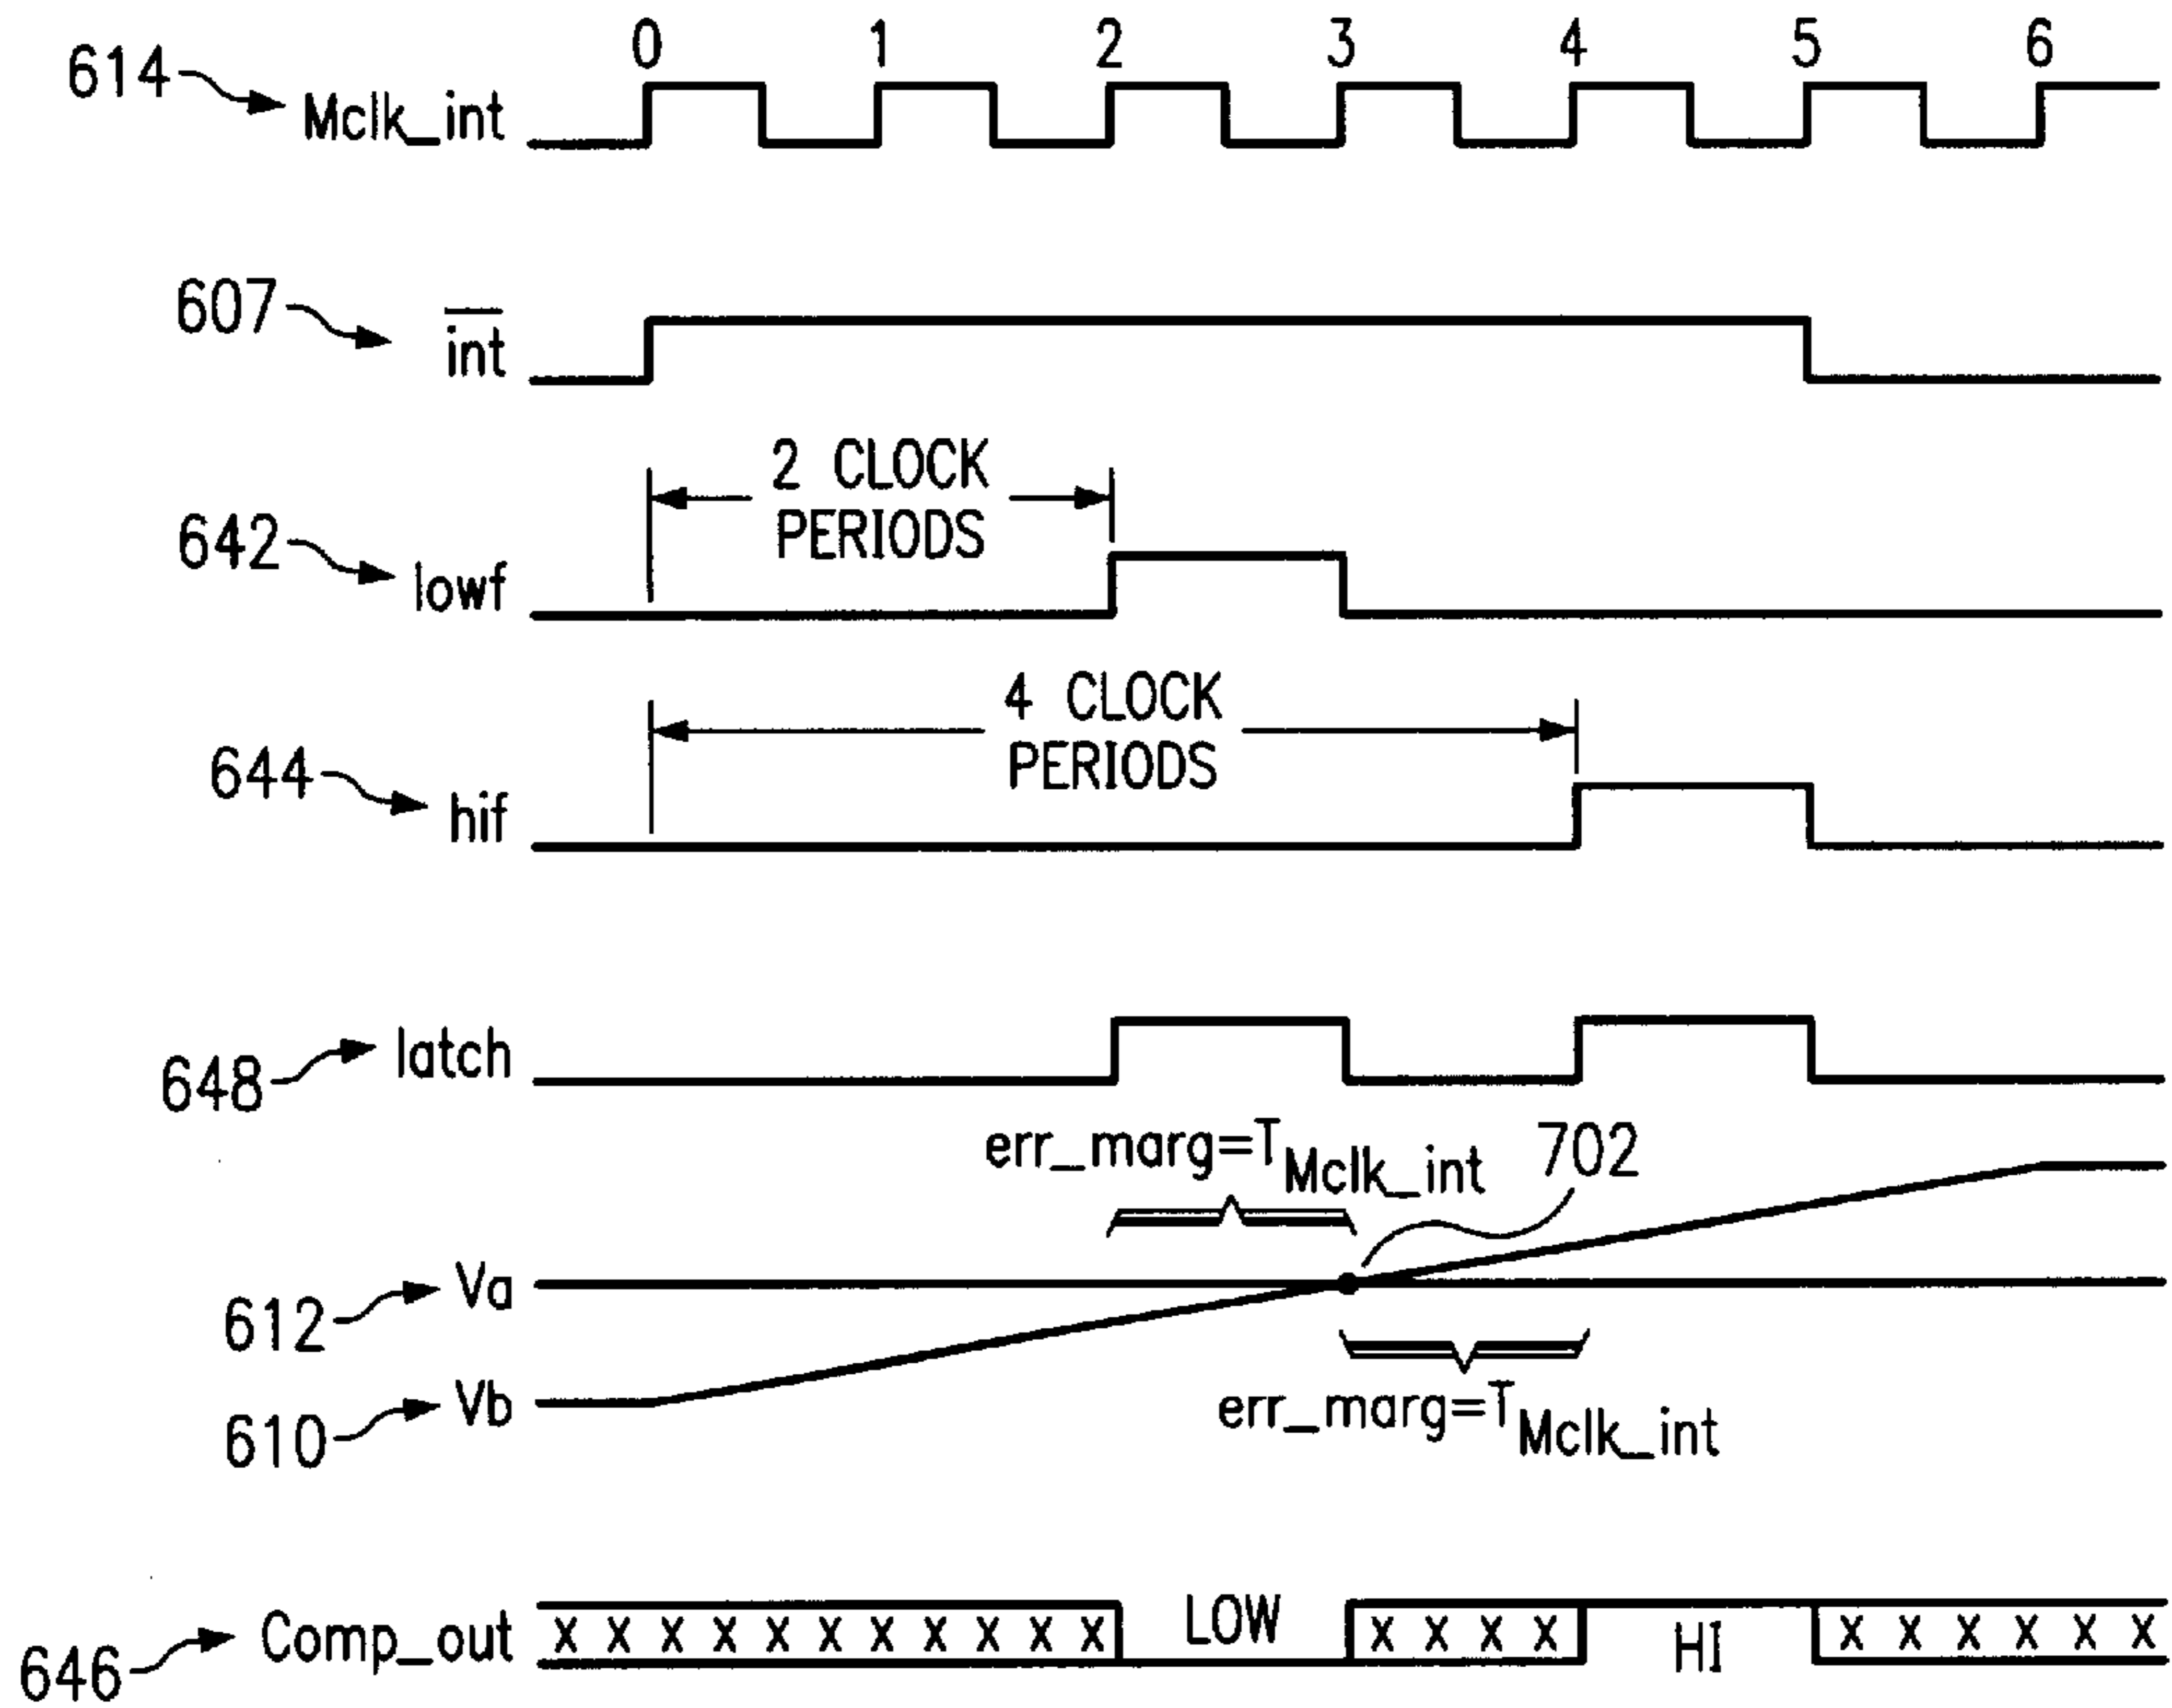 0 1 2 3 4 5 6
614
Mclk_int
607
int
2 CLOCK
PERIODS
642
lowf
4 CLOCK
PERIODS
644
hif
latch
648
err_marg=TMclk_int
702
Va
612
Vb
610
err_marg=TMclk_int
Comp_out
X X X X X X X X X X X
LOW
X X X X
HI
X X X X X X
646